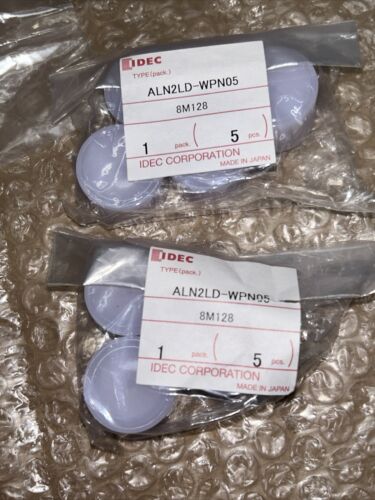 IDEC
TYPE(pack.)
ALN2LD-WPN05
8M128
1 pack. ( 5 pcs. )
IDEC CORPORATION
MADE IN JAPAN
IDEC
TYPE(pack.)
ALN2LD-WPN05
8M128
1 pack. ( 5 pcs. )
IDEC CORPORATION
MADE IN JAPAN